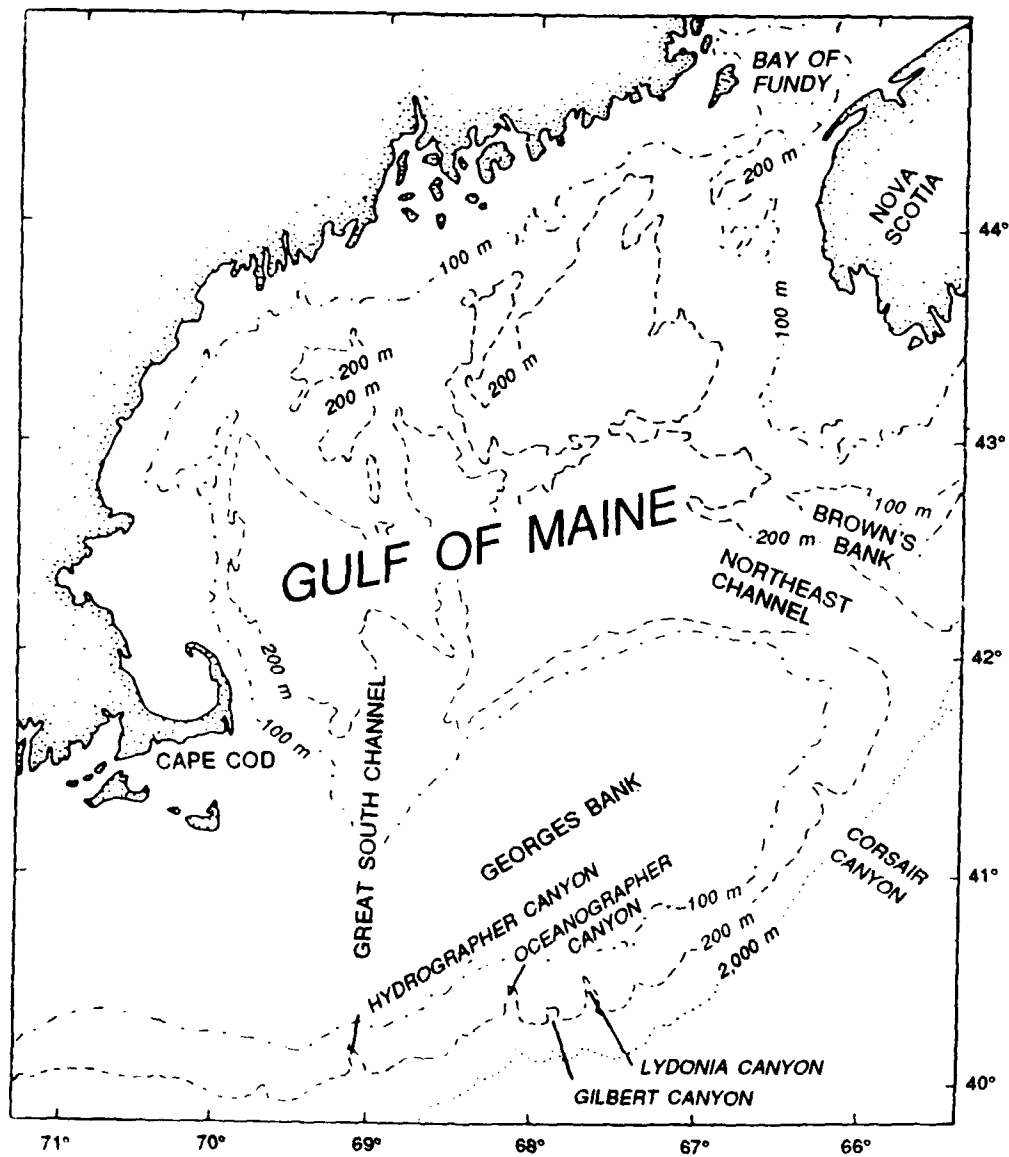 BAY OF
FUNDY
200 m
NOVA
SCOTIA
44°
100 m
100 m
200 m
200 m
200 m
43°
GULF OF MAINE
100 m
BROWN'S
BANK
200 m
NORTHEAST
CHANNEL
42°
200 m
100 m
CAPE COD
GREAT SOUTH CHANNEL
GEORGES BANK
CORSAIR
CANYON
41°
HYDROGRAPHER CANYON
OCEANOGRAPHER
CANYON
100 m
200 m
2,000 m
LYDONIA CANYON
GILBERT CANYON
40°
71° 70° 69° 68° 67° 66°